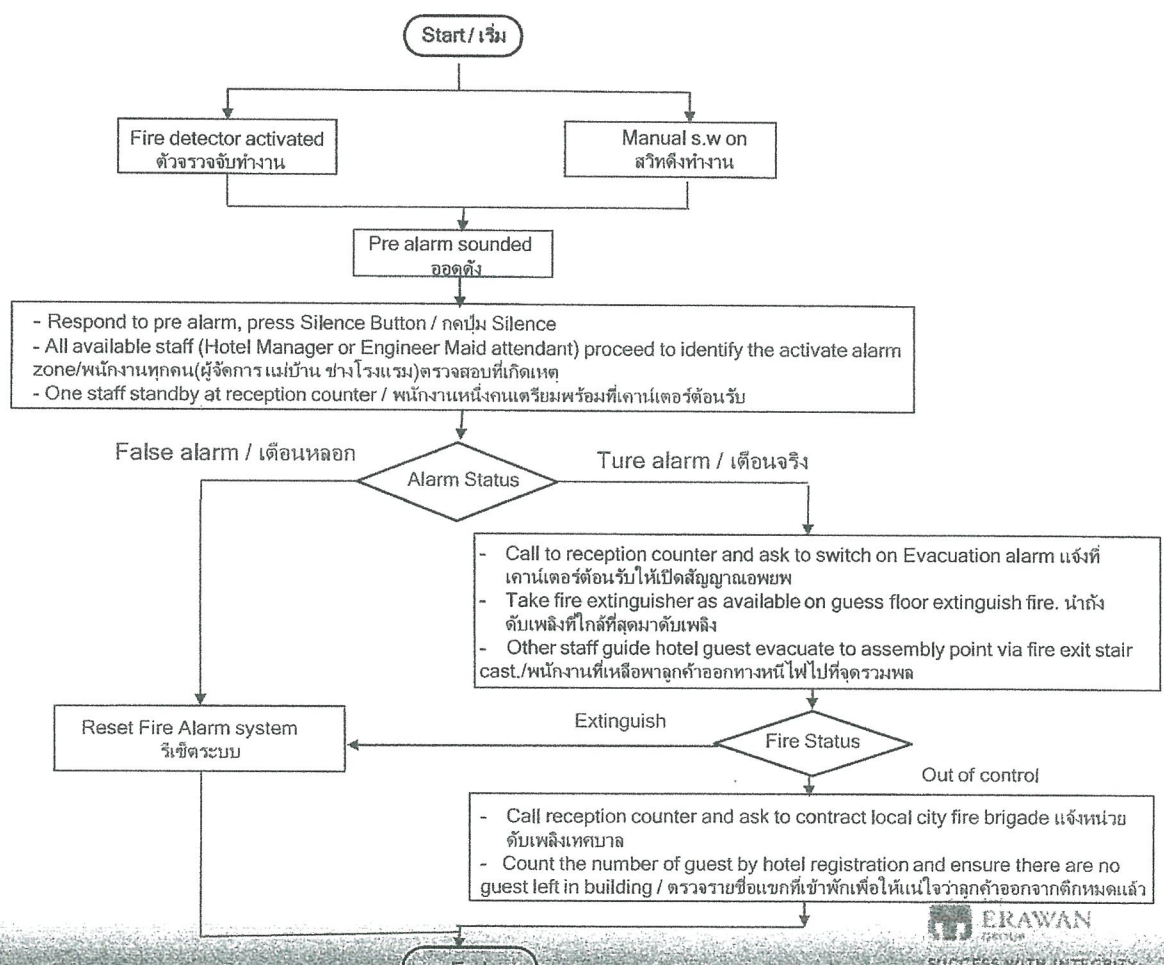 Start / เริ่ม
Fire detector activated
ตัวจรวจจับทำงาน
Manual s.w on
สวิทดึงทำงาน
Pre alarm sounded
ออดดัง
- Respond to pre alarm, press Silence Button / กดปุ่ม Silence
- All available staff (Hotel Manager or Engineer Maid attendant) proceed to identify the activate alarm
zone/พนักงานทุกคน(ผู้จัดการ แม่บ้าน ช่างโรงแรม)ตรวจสอบที่เกิดเหตุ
- One staff standby at reception counter / พนักงานหนึ่งคนเตรียมพร้อมที่เคาน์เตอร์ต้อนรับ
False alarm / เตือนหลอก
Alarm Status
Ture alarm / เตือนจริง
- Call to reception counter and ask to switch on Evacuation alarm แจ้งที่
เคาน์เตอร์ต้อนรับให้เปิดสัญญาณอพยพ
- Take fire extinguisher as available on guess floor extinguish fire. นำถัง
ดับเพลิงที่ใกล้ที่สุดมาดับเพลิง
- Other staff guide hotel guest evacuate to assembly point via fire exit stair
cast./พนักงานที่เหลือพาลูกค้าออกทางหนีไฟไปที่จุดรวมพล
Reset Fire Alarm system
รีเซ็ตระบบ
Extinguish
Fire Status
Out of control
- Call reception counter and ask to contract local city fire brigade แจ้งหน่วย
ดับเพลิงเทศบาล
- Count the number of guest by hotel registration and ensure there are no
guest left in building / ตรวจรายชื่อแขกที่เข้าพักเพื่อให้แน่ใจว่าลูกค้าออกจากตึกหมดแล้ว
ERAWAN
GROUP
SUCCESS WITH INTEGRITY